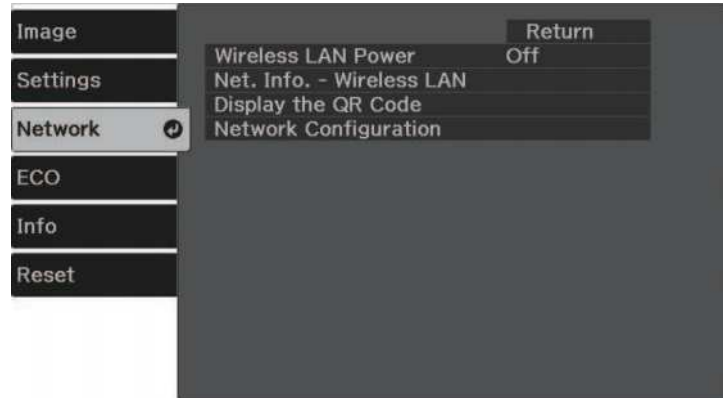 Image
Settings
Network
ECO
Info
Reset
Return
Wireless LAN Power Off
Net. Info. - Wireless LAN
Display the QR Code
Network Configuration